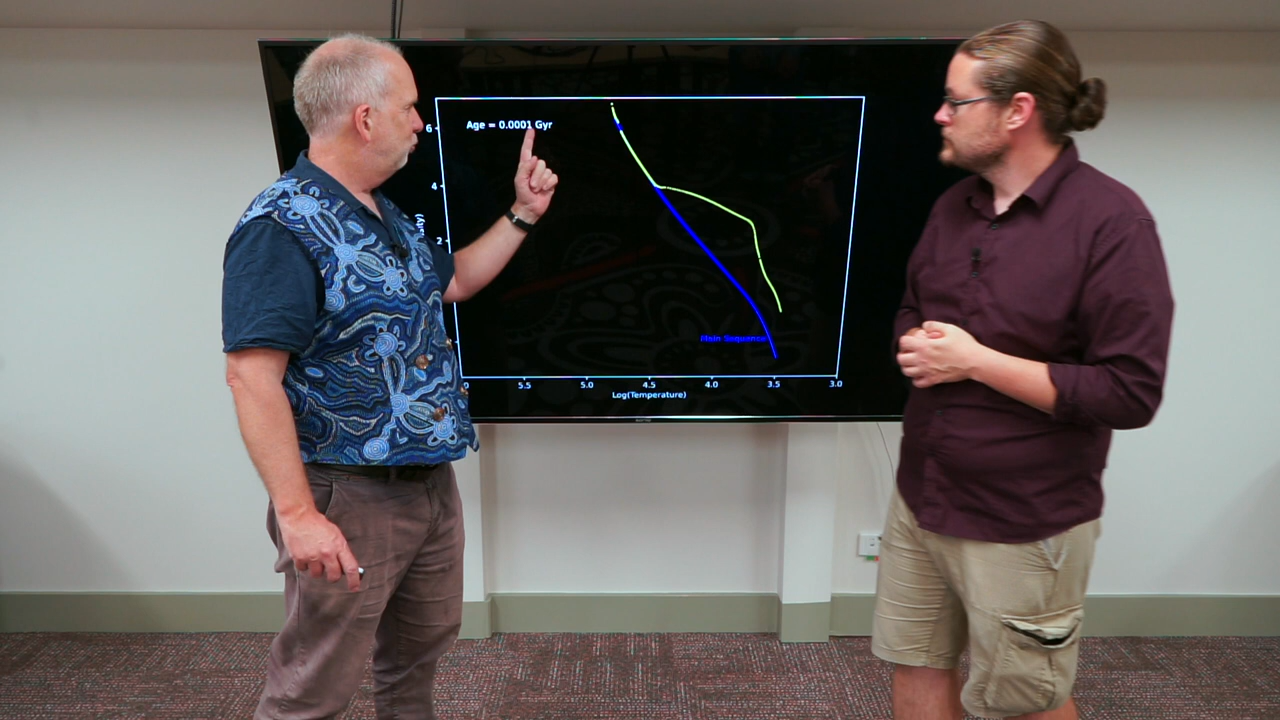 Age = 0.0001 Gyr
6
4
2
Main Sequence
5.5 5.0 4.5 4.0 3.5 3.0
Log(Temperature)